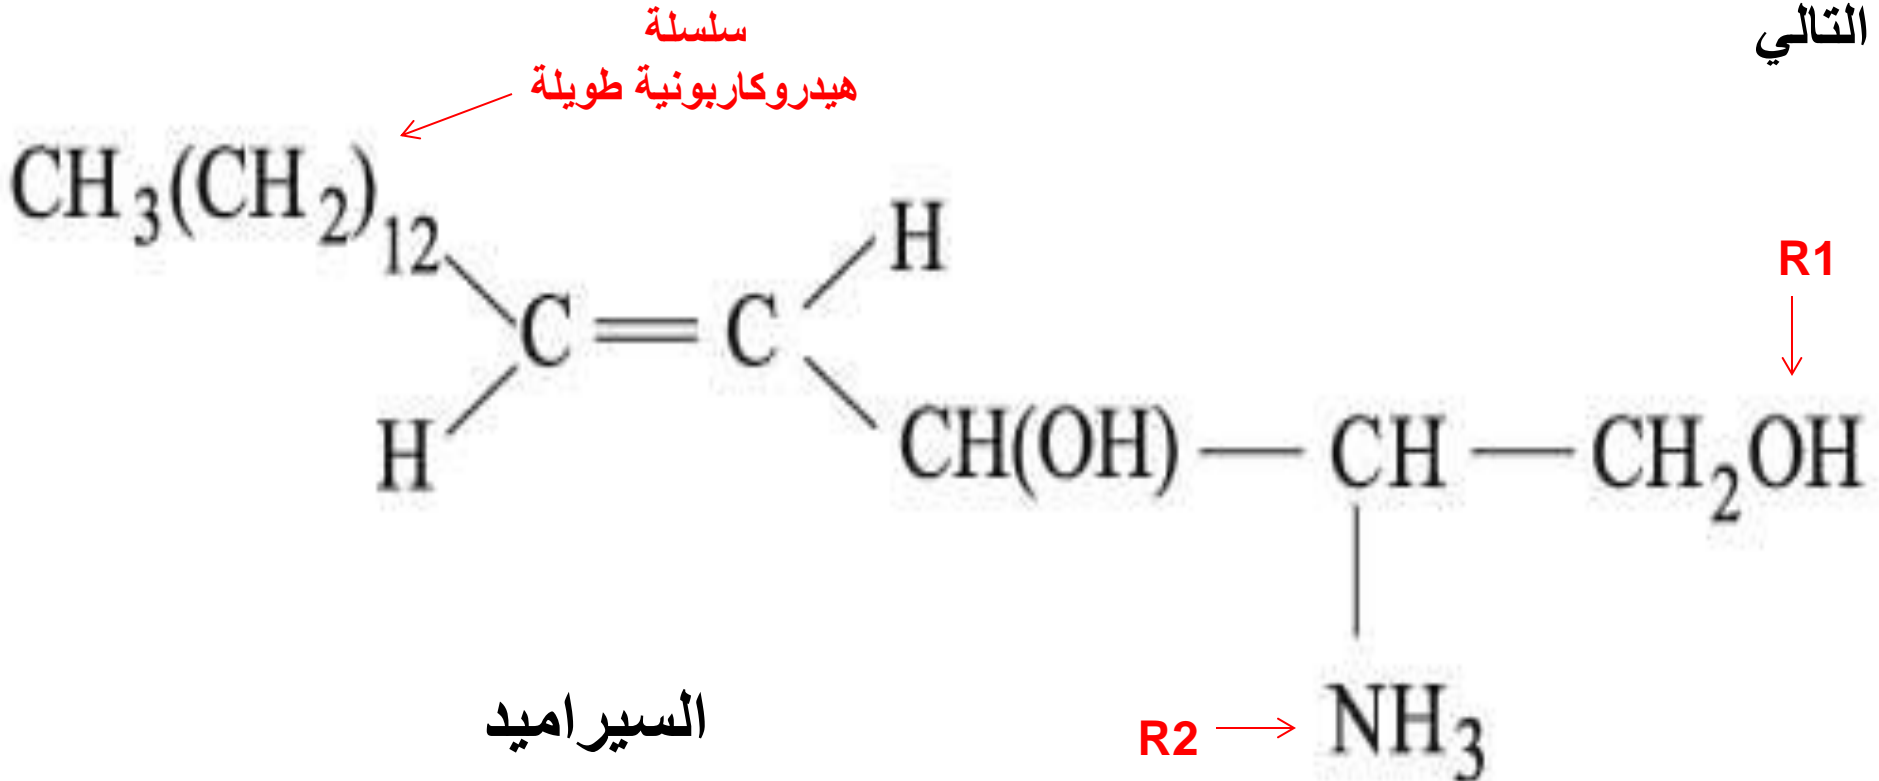 التالي
سلسلة
هيدروكاربونية طويلة
CH3(CH2)12
H
C
C
H
R1
CH(OH)
CH
CH2OH
السيراميد
R2
NH3